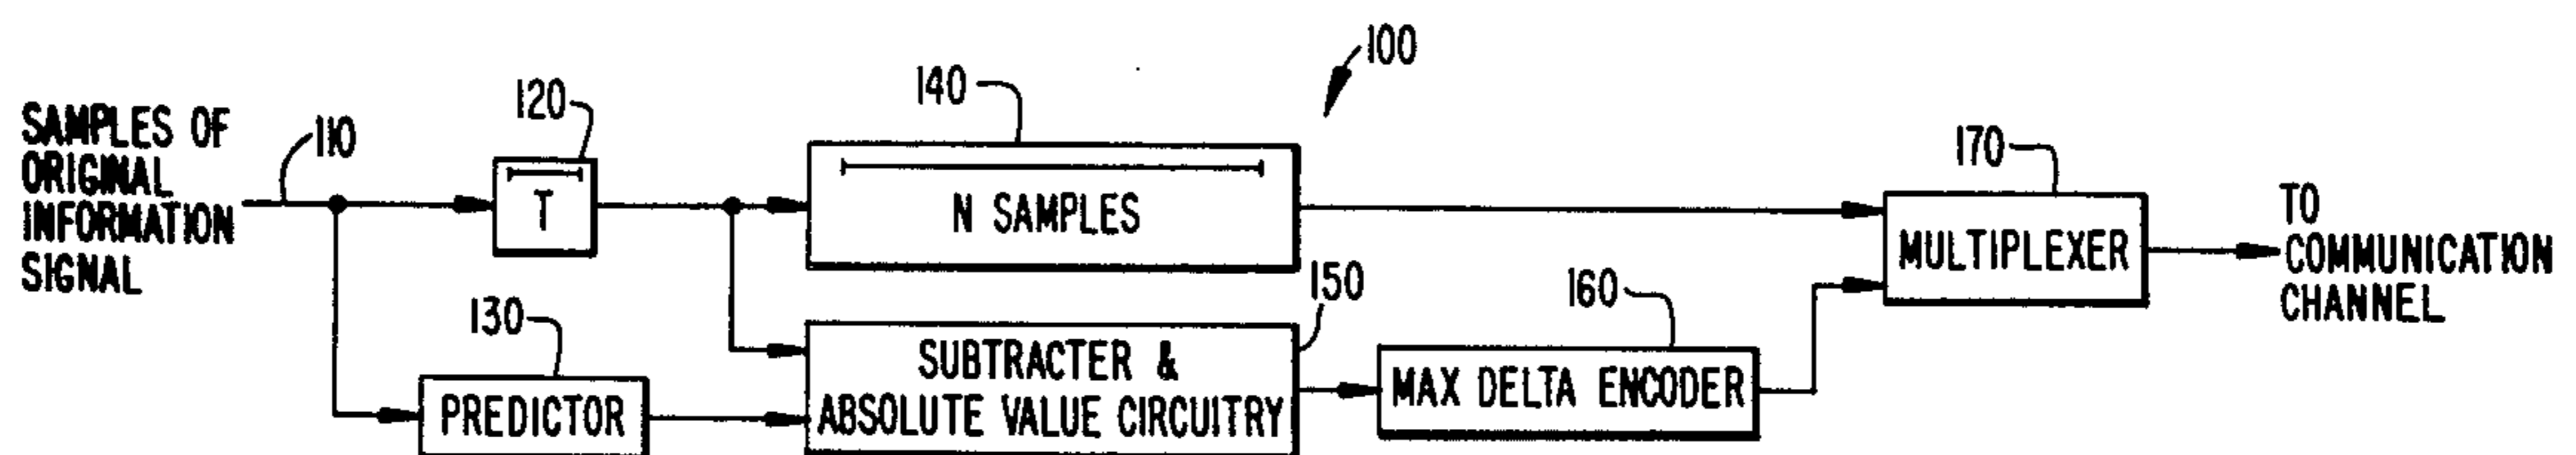 100
SAMPLES OF
ORIGINAL
INFORMATION
SIGNAL
110
120
T
140
N SAMPLES
170
MULTIPLEXER
TO
COMMUNICATION
CHANNEL
130
PREDICTOR
150
SUBTRACTER &
ABSOLUTE VALUE CIRCUITRY
160
MAX DELTA ENCODER